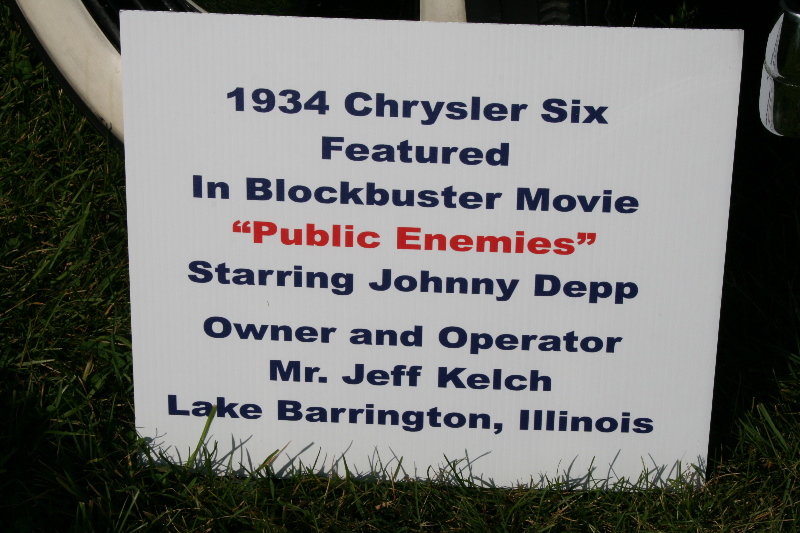 1934 Chrysler Six
Featured
In Blockbuster Movie
“Public Enemies”
Starring Johnny Depp
Owner and Operator
Mr. Jeff Kelch
Lake Barrington, Illinois